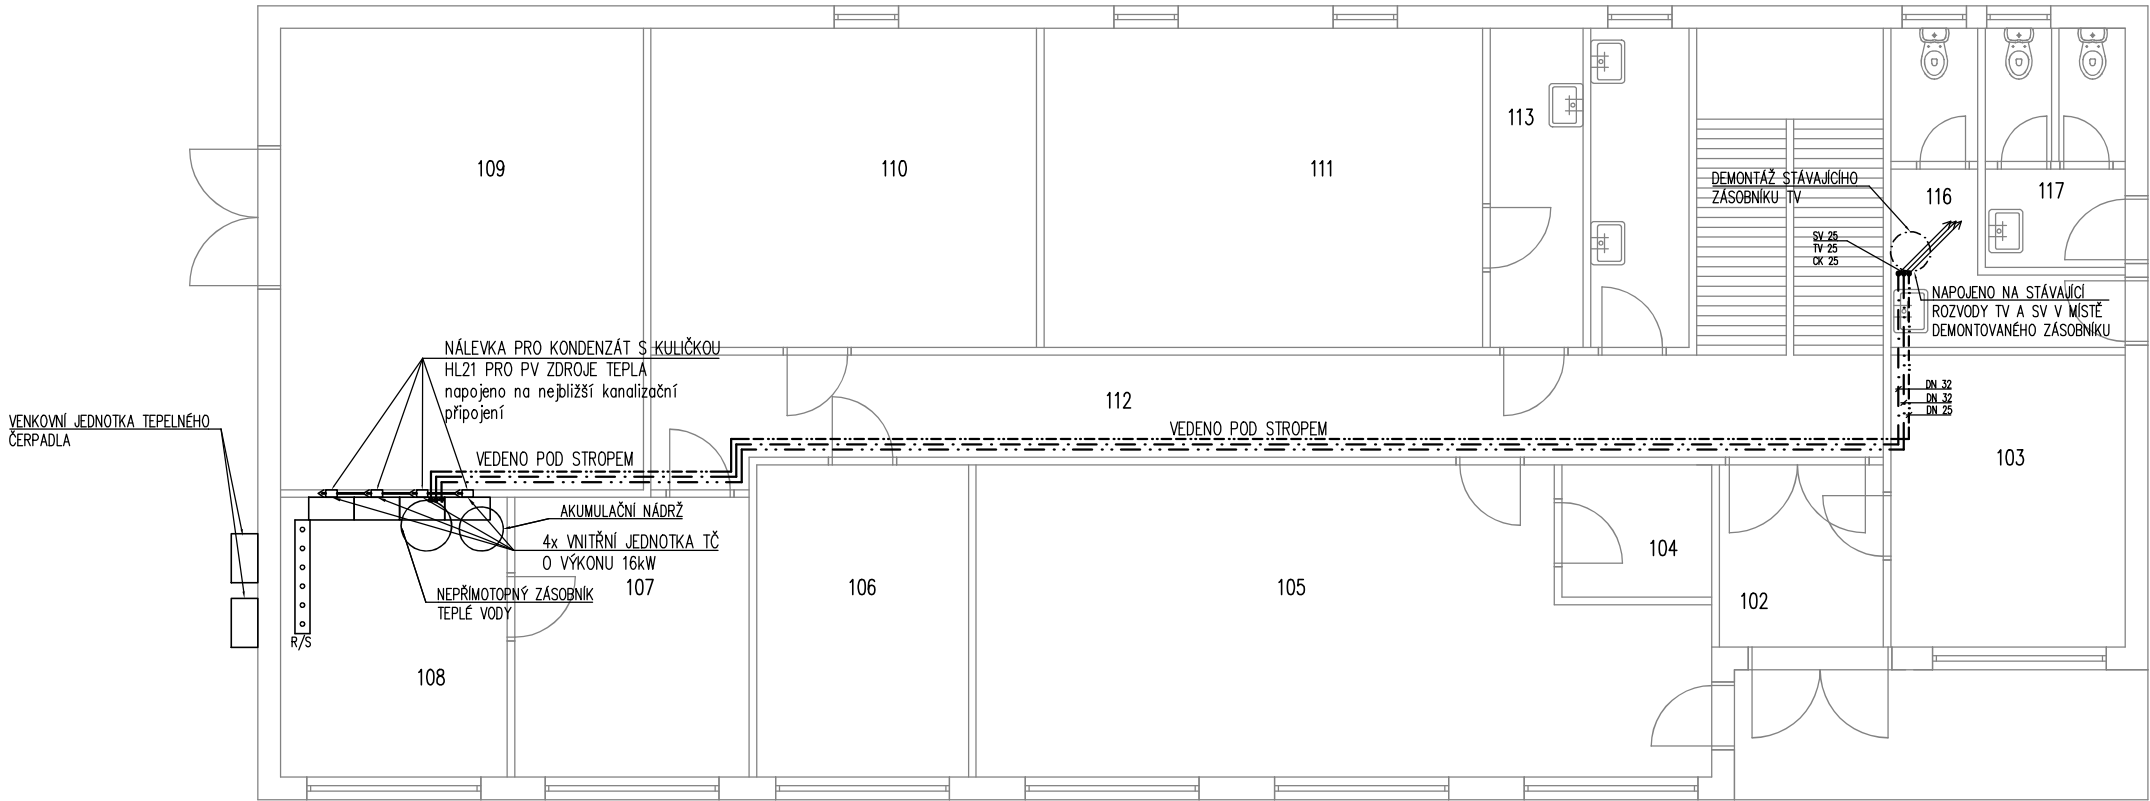 109
110
111
113
116
117
DEMONTÁŽ STÁVAJÍCÍHO
ZÁSOBNÍKU TV
SV 25
TV 25
CK 25
NAPOJENO NA STÁVAJÍCÍ
ROZVODY TV A SV V MÍSTĚ
DEMONTOVANÉHO ZÁSOBNÍKU
NÁLEVKA PRO KONDENZÁT S KULIČKOU
HL21 PRO PV ZDROJE TEPLA
napojeno na nejbližší kanalizační
připojení
112
DN 32
DN 32
DN 25
VENKOVNÍ JEDNOTKA TEPELNÉHO
ČERPADLA
VEDENO POD STROPEM
VEDENO POD STROPEM
103
AKUMULAČNÍ NÁDRŽ
4x VNITŘNÍ JEDNOTKA TČ
O VÝKONU 16kW
104
107
106
105
102
NEPŘÍMOTOPNÝ ZÁSOBNÍK
TEPLÉ VODY
R/S
108